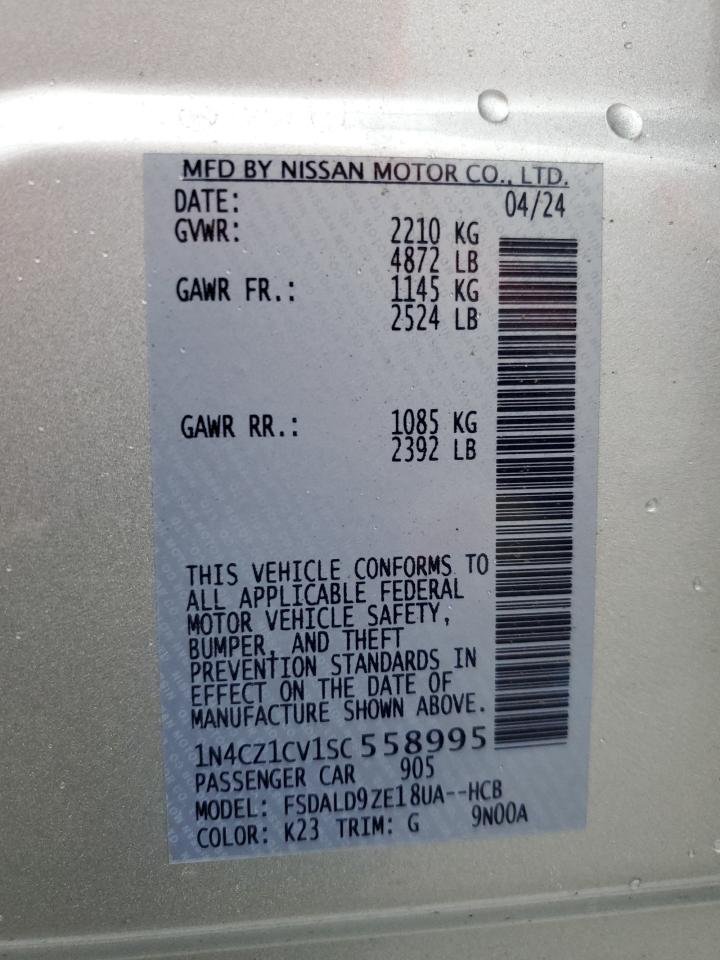 MFD BY NISSAN MOTOR CO., LTD.
DATE: 04/24
GVWR: 2210 KG
4872 LB
GAWR FR.: 1145 KG
2524 LB
GAWR RR.: 1085 KG
2392 LB
THIS VEHICLE CONFORMS TO
ALL APPLICABLE FEDERAL
MOTOR VEHICLE SAFETY,
BUMPER, AND THEFT
PREVENTION STANDARDS IN
EFFECT ON THE DATE OF
MANUFACTURE SHOWN ABOVE.
1N4CZ1CV1SC558995
PASSENGER CAR 905
MODEL: FSDALD9ZE18UA--HCB
COLOR: K23 TRIM: G 9N00A